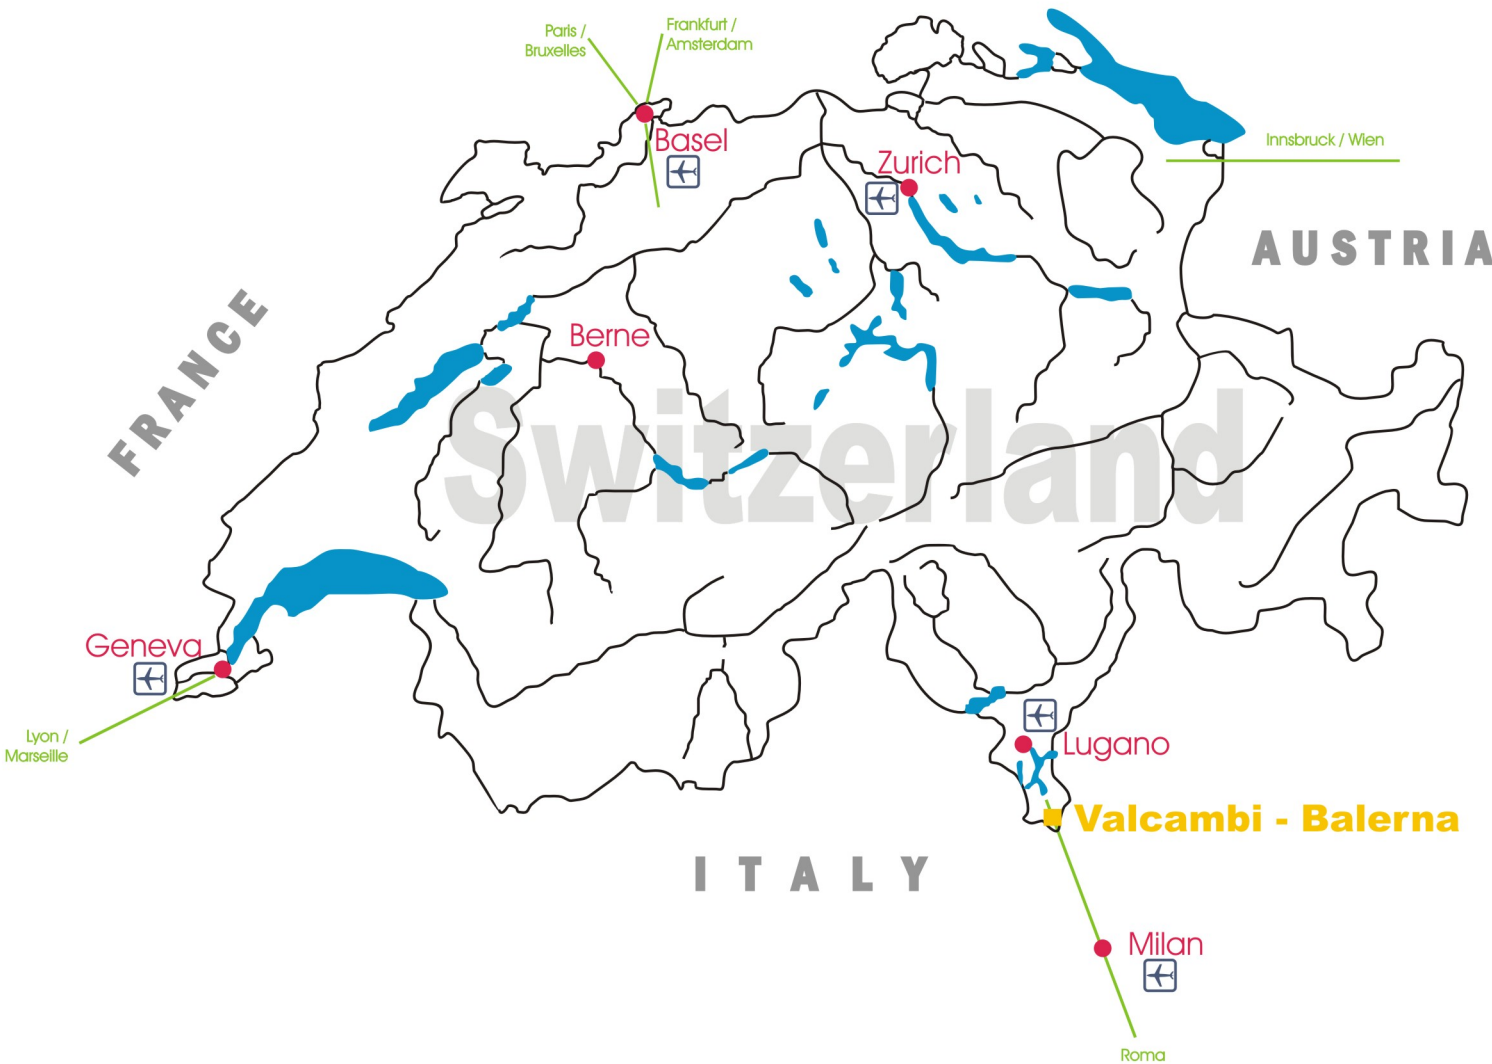 Paris /
Bruxelles
Frankfurt /
Amsterdam
Basel
Zurich
Innsbruck / Wien
AUSTRIA
FRANCE
Berne
Switzerland
Geneva
Lyon /
Marseille
Lugano
Valcambi - Balerna
ITALY
Milan
Roma